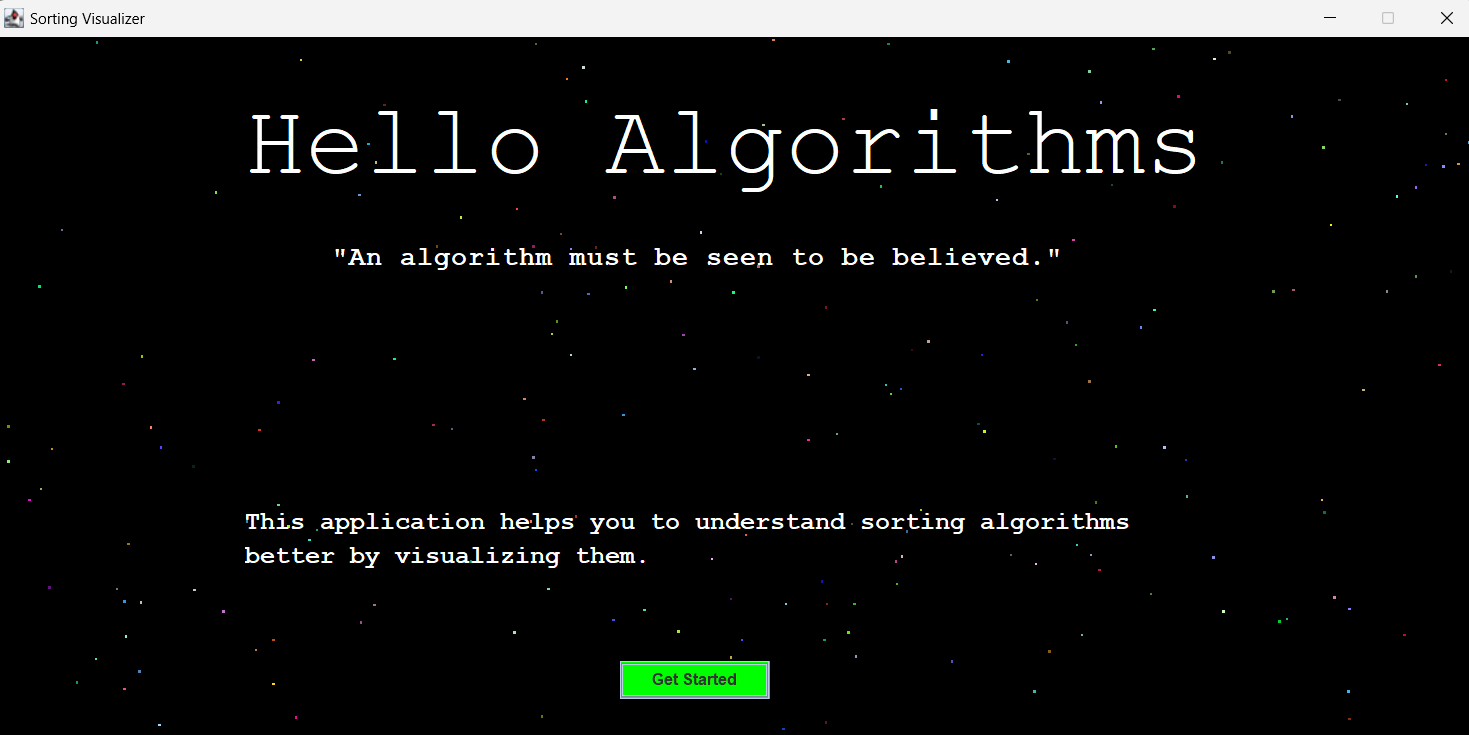 Sorting Visualizer
Hello Algorithms
"An algorithm must be seen to be believed."
This application helps you to understand sorting algorithms
better by visualizing them.
Get Started